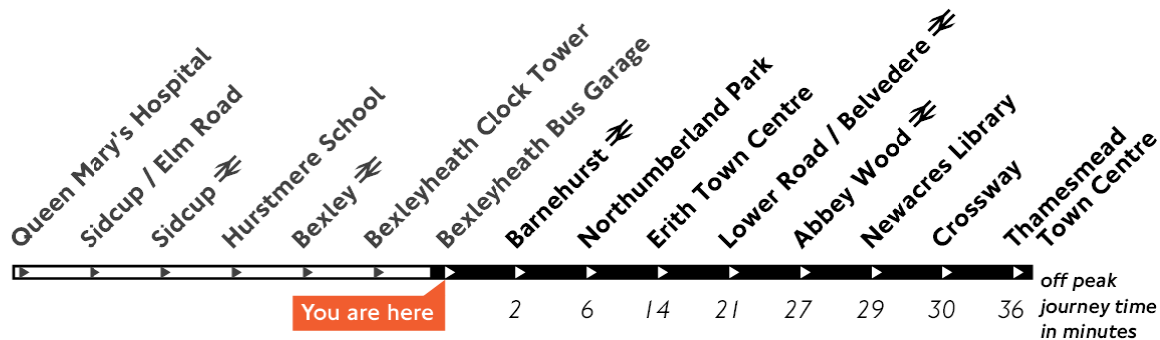 Queen Mary's Hospital
Sidcup / Elm Road
Sidcup
Hurstmere School
Bexley
Bexleyheath Clock Tower
Bexleyheath Bus Garage
Barnehurst
Northumberland Park
Erith Town Centre
Lower Road / Belvedere
Abbey Wood
Newacres Library
Crossway
Thamesmead
Town Centre
You are here
2 6 14 21 27 29 30 36
off peak
journey time
in minutes